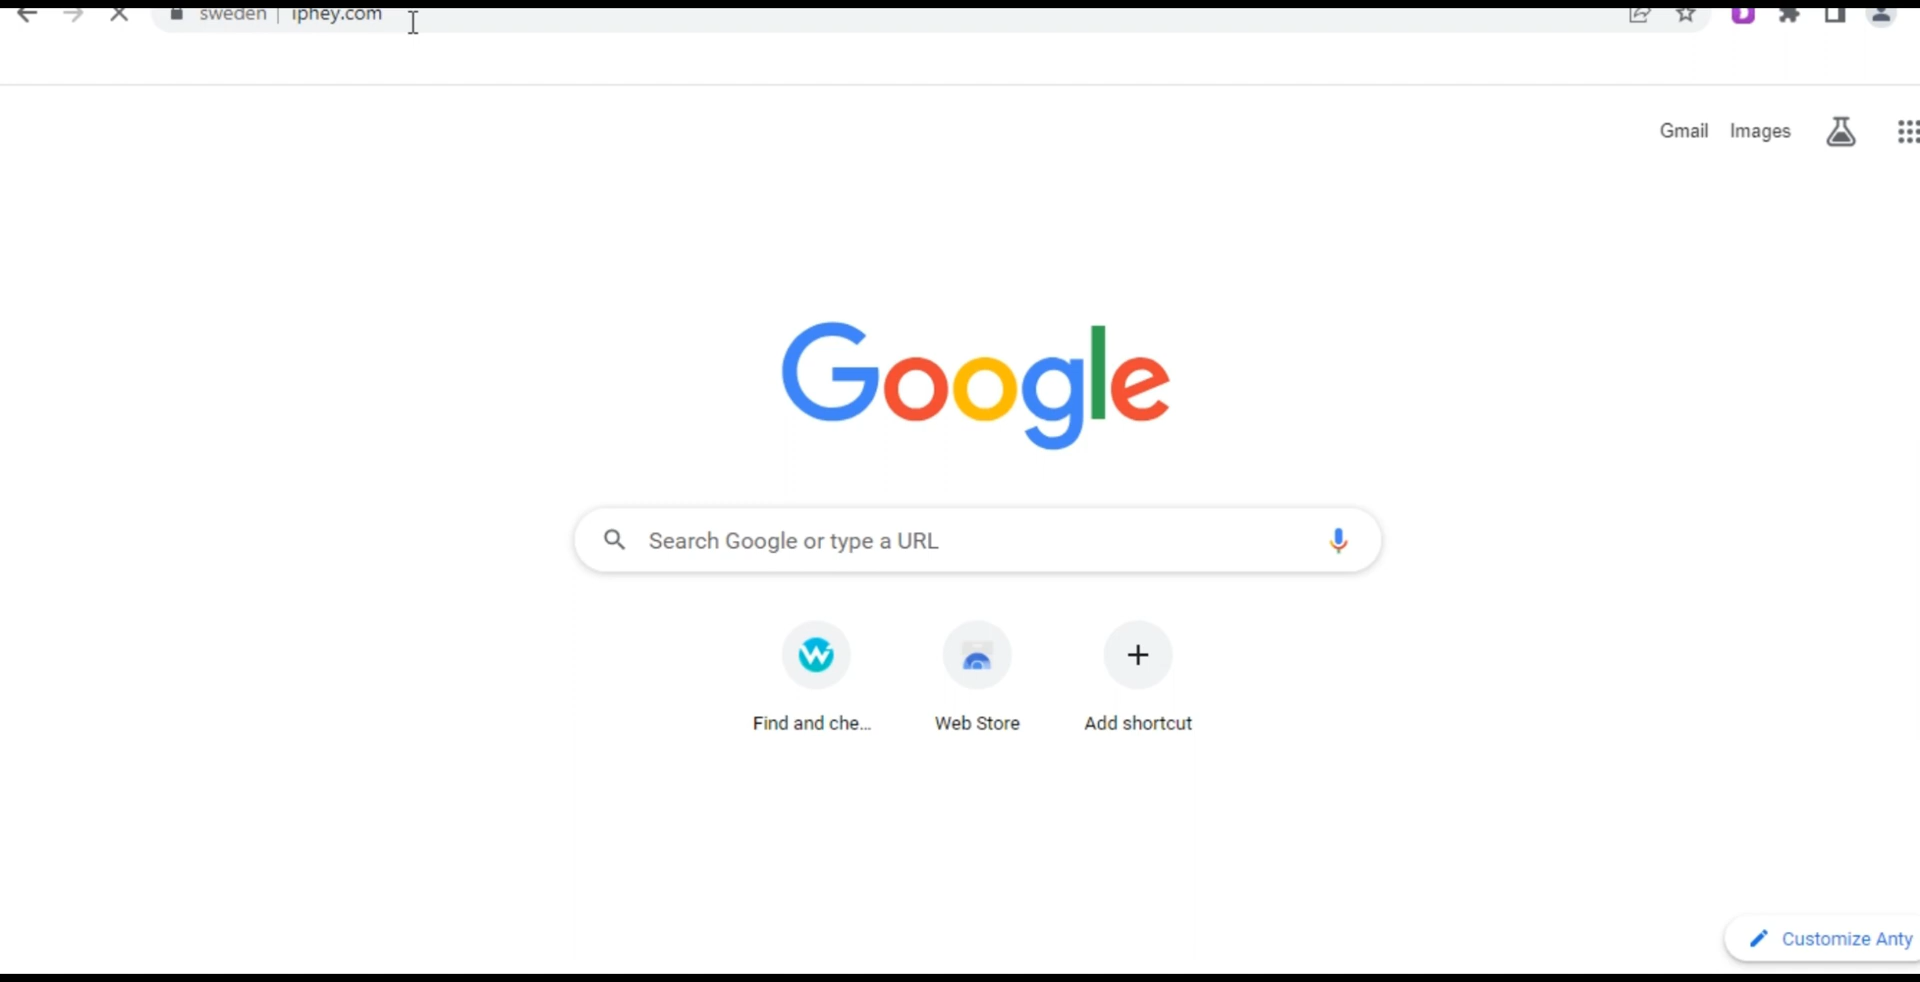 sweden | iphey.com
Gmail Images
Google
Search Google or type a URL
Find and che... Web Store Add shortcut
Customize Anty